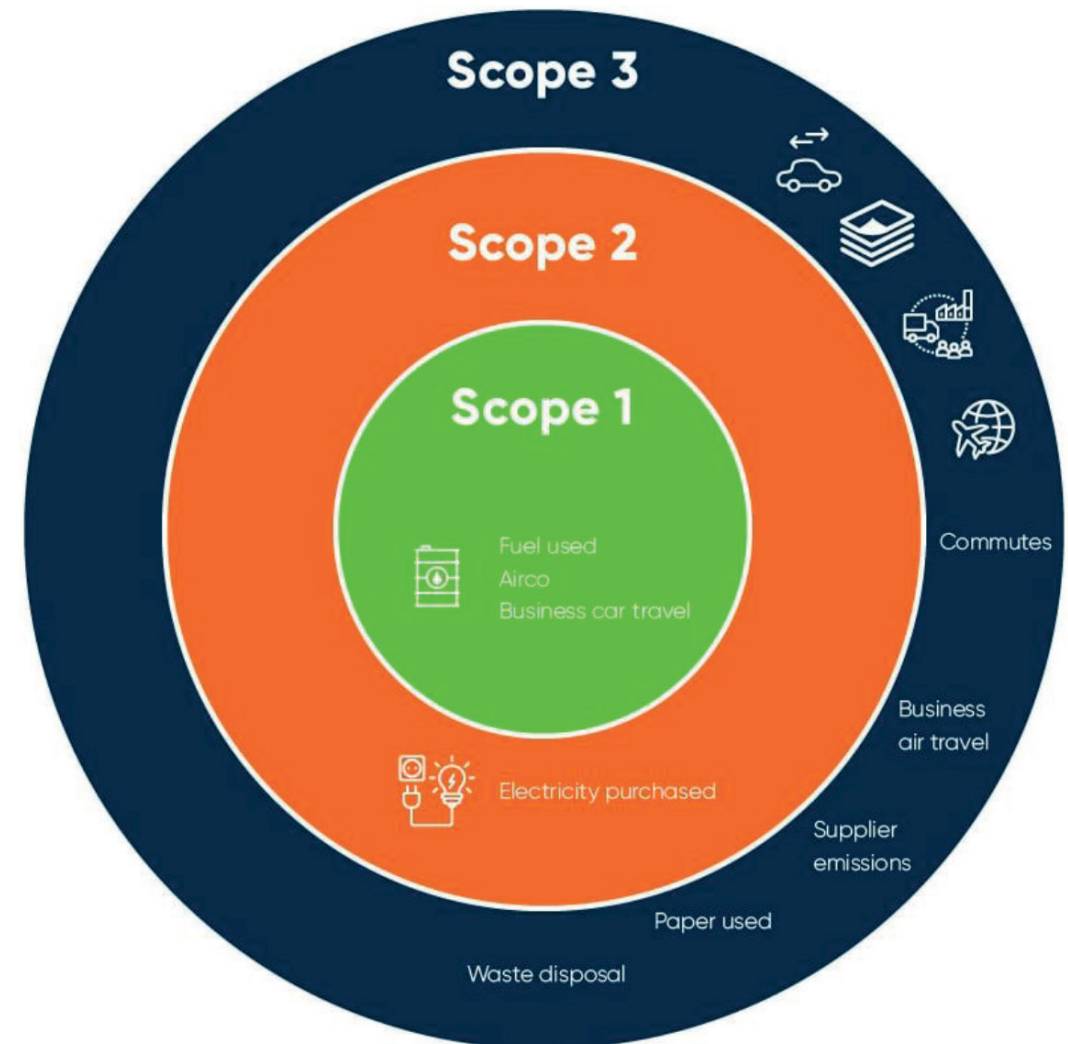 Scope 3
Scope 2
Scope 1
Fuel used
Airco
Business car travel
Commutes
Business
air travel
Electricity purchased
Supplier
emissions
Paper used
Waste disposal